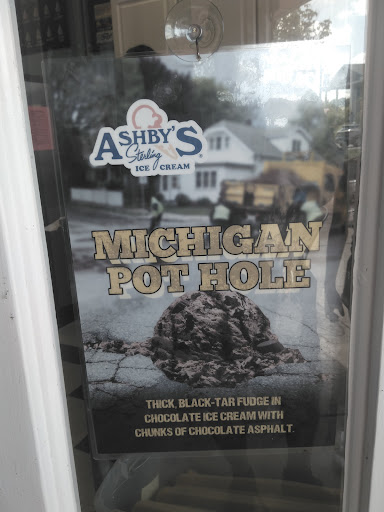 ASHBY'S
Sterling
ICE CREAM
MICHIGAN
POT HOLE
THICK, BLACK-TAR FUDGE IN
CHOCOLATE ICE CREAM WITH
CHUNKS OF CHOCOLATE ASPHALT.